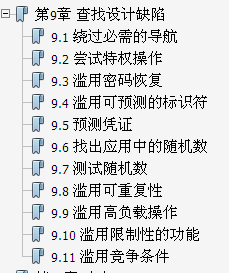 第9章 查找设计缺陷
9.1 绕过必需的导航
9.2 尝试特权操作
9.3 滥用密码恢复
9.4 滥用可预测的标识符
9.5 预测凭证
9.6 找出应用中的随机数
9.7 测试随机数
9.8 滥用可重复性
9.9 滥用高负载操作
9.10 滥用限制性的功能
9.11 滥用竞争条件